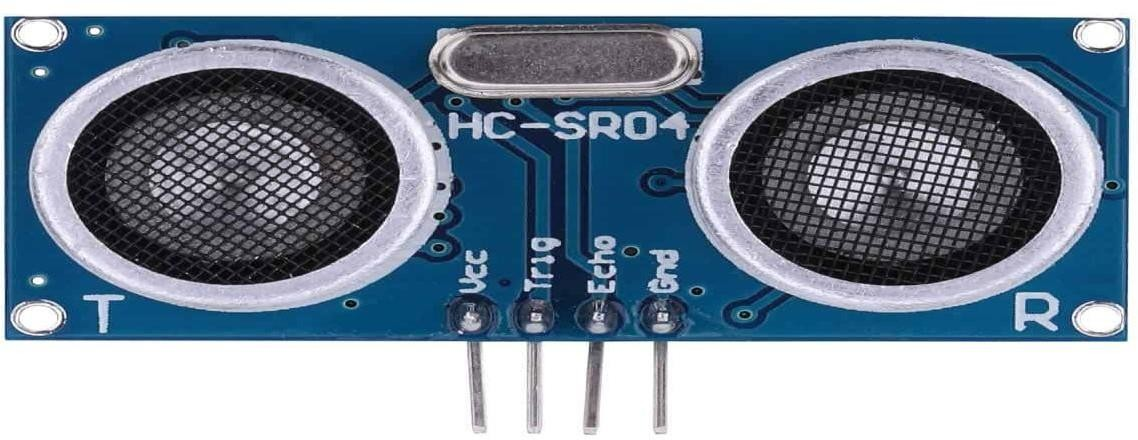 HC-SR04
Vcc
Trig
Echo
Gnd
T
R